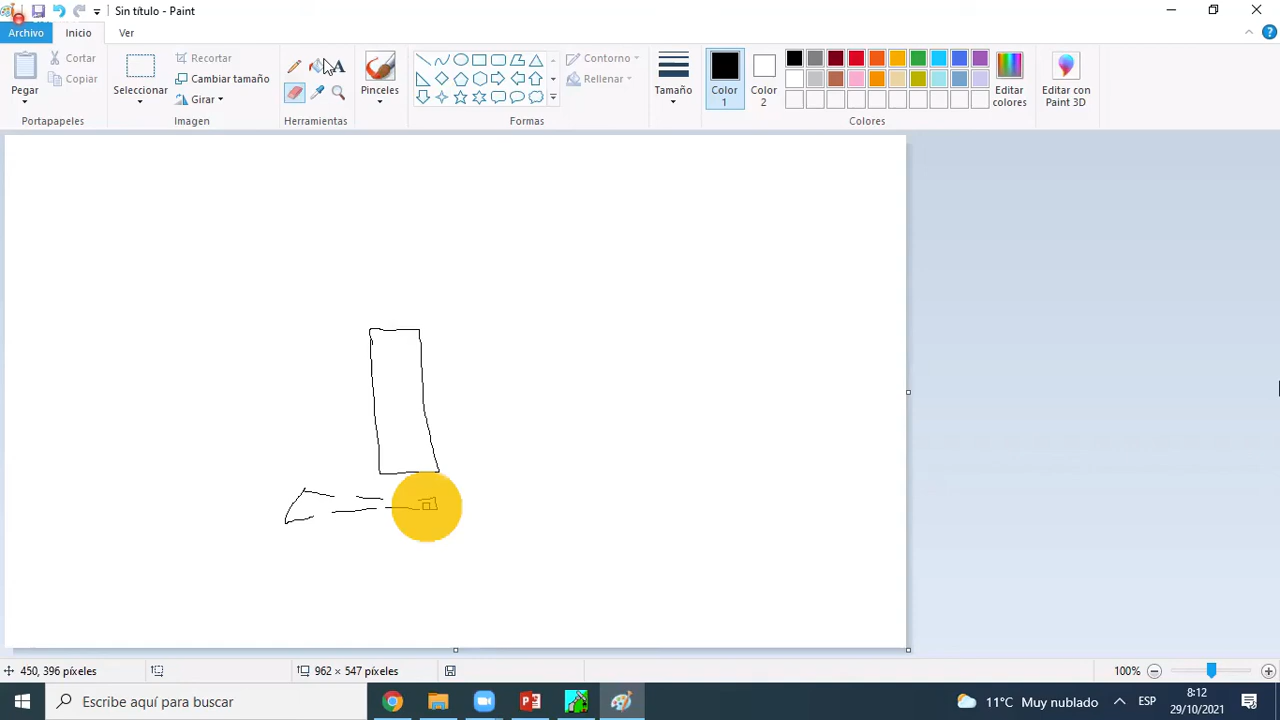 Sin título - Paint
Archivo Inicio Ver
Pegar
Cortar
Copiar
Portapapeles
Seleccionar
Recortar
Cambiar tamaño
Girar
Imagen
A
Herramientas
Pinceles
Contorno
Rellenar
Formas
Tamaño
Color 1
Color 2
Editar colores
Colores
Editar con Paint 3D
450, 396 píxeles
962 × 547 píxeles
100%
Escribe aquí para buscar
11°C Muy nublado
ESP
8:12
29/10/2021